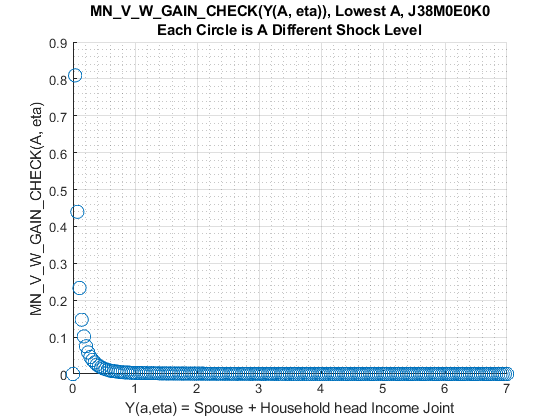 MN_V_W_GAIN_CHECK(Y(A, eta)), Lowest A, J38M0E0K0
Each Circle is A Different Shock Level
MN_V_W_GAIN_CHECK(A, eta)
0.9
0.8
0.7
0.6
0.5
0.4
0.3
0.2
0.1
0
0 1 2 3 4 5 6 7
Y(a,eta) = Spouse + Household head Income Joint